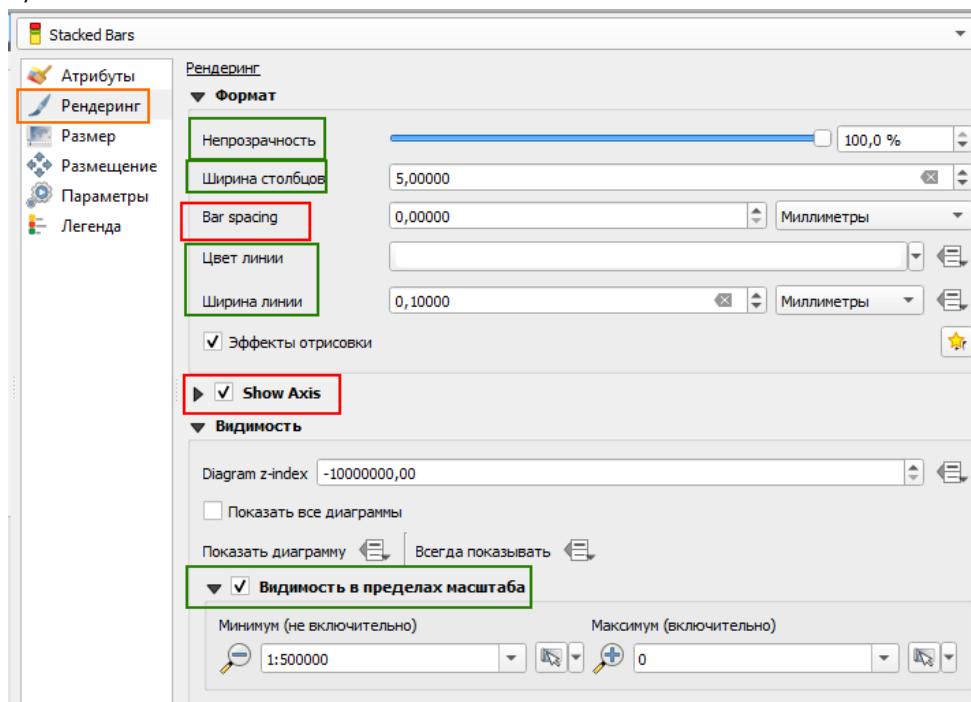 Stacked Bars
Атрибуты
Рендеринг
Размер
Размещение
Параметры
Легенда
Рендеринг
Формат
Непрозрачность 100,0 %
Ширина столбцов 5,00000
Bar spacing 0,00000 Миллиметры
Цвет линии
Ширина линии 0,10000 Миллиметры
Эффекты отрисовки
Show Axis
Видимость
Diagram z-index -10000000,00
Показать все диаграммы
Показать диаграмму Всегда показывать
Видимость в пределах масштаба
Минимум (не включительно) Максимум (включительно)
1:500000 0